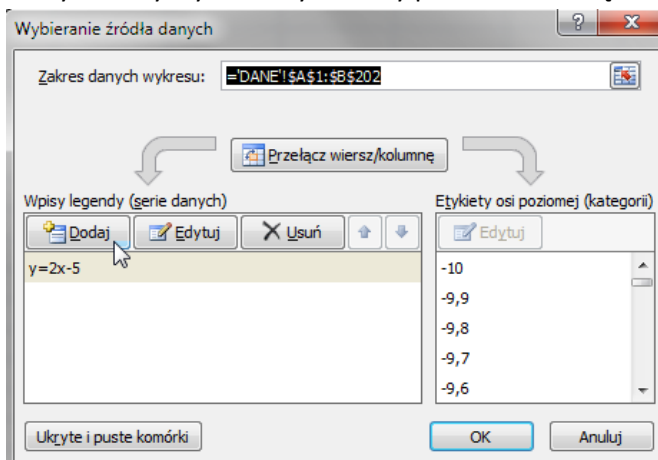 Wybieranie źródła danych
Zakres danych wykresu: ='DANE'!$A$1:$B$202
Przełącz wiersz/kolumnę
Wpisy legendy (serie danych)
Etykiety osi poziomej (kategorii)
Dodaj Edytuj Usuń
Edytuj
y=2x-5
-10
-9,9
-9,8
-9,7
-9,6
Ukryte i puste komórki
OK Anuluj